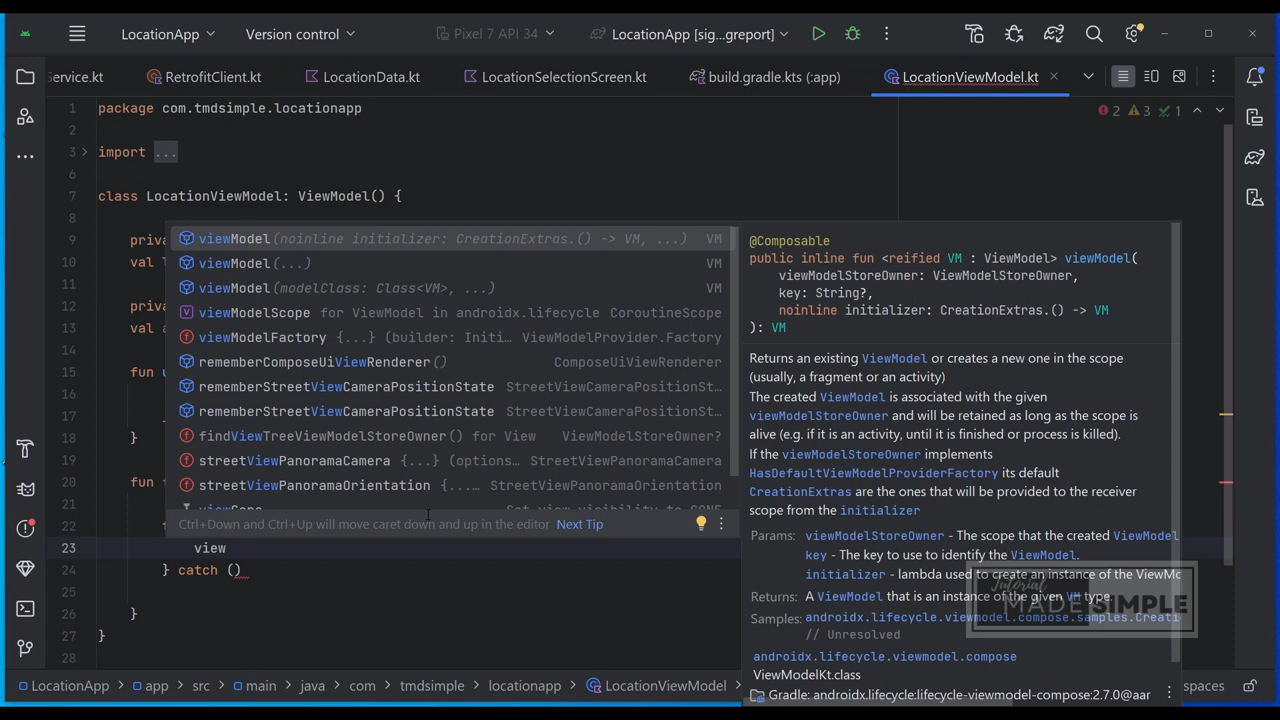 LocationApp
Version control
Pixel 7 API 34
LocationApp [sig...greport]
Service.kt
RetrofitClient.kt
LocationData.kt
LocationSelectionScreen.kt
build.gradle.kts (:app)
LocationViewModel.kt
1 package com.tmdsimple.locationapp
2 3 1
2
3 import ...
6
7 class LocationViewModel: ViewModel() {
8
9 priva
10 val
12 priva
13 val a
14
15 fun u
16
17
18 }
19
20 fun f
21
22
23 view
24 } catch ()
25
26 }
27 }
28
viewModel(noinline initializer: CreationExtras.() -> VM, ...) VM
viewModel(...) VM
viewModel(modelClass: Class<VM>, ...) VM
viewModelScope for ViewModel in androidx.lifecycle CoroutineScope
viewModelFactory {...} (builder: Initi... ViewModelProvider.Factory
rememberComposeUiViewRenderer() ComposeUiViewRenderer
rememberStreetViewCameraPositionState StreetViewCameraPositionSt...
rememberStreetViewCameraPositionState StreetViewCameraPositionSt...
findViewTreeViewModelStoreOwner() for View ViewModelStoreOwner?
streetViewPanoramaCamera {...} (options... StreetViewPanoramaCamera
streetViewPanoramaOrientation {...... StreetViewPanoramaOrientation
viewGone Set view visibility to GONE
Ctrl+Down and Ctrl+Up will move caret down and up in the editor Next Tip
@Composable
public inline fun <reified VM : ViewModel> viewModel(
viewModelStoreOwner: ViewModelStoreOwner,
key: String?,
noinline initializer: CreationExtras.() -> VM
): VM
Returns an existing ViewModel or creates a new one in the scope
(usually, a fragment or an activity)
The created ViewModel is associated with the given
viewModelStoreOwner and will be retained as long as the scope is
alive (e.g. if it is an activity, until it is finished or process is killed).
If the viewModelStoreOwner implements
HasDefaultViewModelProviderFactory its default
CreationExtras are the ones that will be provided to the receiver
scope from the initializer
Params: viewModelStoreOwner - The scope that the created ViewModel
key - The key to use to identify the ViewModel.
initializer - lambda used to create an instance of the ViewMo
Returns: A ViewModel that is an instance of the given VM type.
Samples: androidx.lifecycle.viewmodel.compose.samples.Creati
// Unresolved
androidx.lifecycle.viewmodel.compose
ViewModelKt.class
Gradle: androidx.lifecycle:lifecycle-viewmodel-compose:2.7.0@aar
Tutorial
MADE SIMPLE
LocationApp
app
src
main
java
com
tmdsimple
locationapp
LocationViewModel
spaces